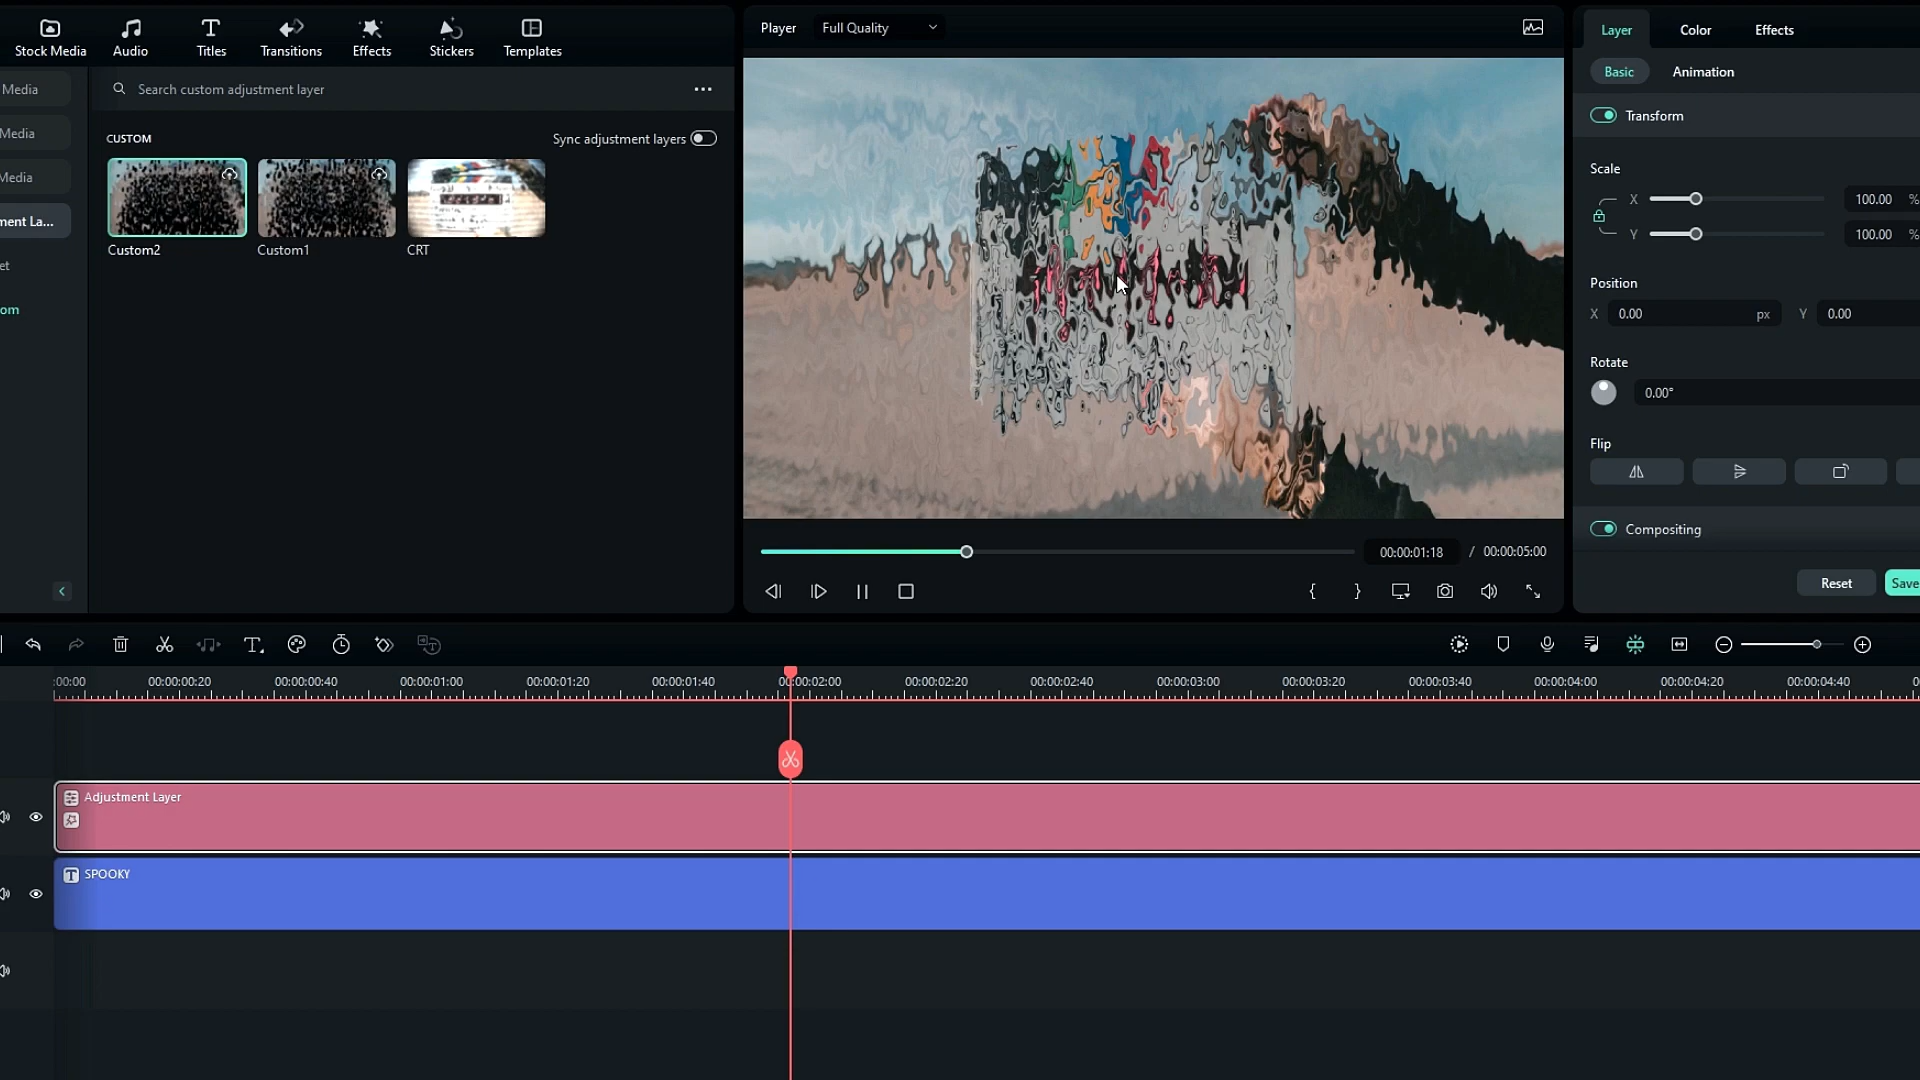 Stock Media
Audio
Titles
Transitions
Effects
Stickers
Templates
Player
Full Quality
Layer
Color
Effects
Media
Search custom adjustment layer
Basic
Animation
Media
CUSTOM
Sync adjustment layers
Transform
Media
Scale
X
100.00
%
ment La...
Y
100.00
%
Custom2
Custom1
CRT
et
Position
om
X
0.00
px
Y
0.00
Rotate
0.00°
Flip
Compositing
00:00:01:18
/
00:00:05:00
Reset
Save
:00:00
00:00:00:20
00:00:00:40
00:00:01:00
00:00:01:20
00:00:01:40
00:00:02:00
00:00:02:20
00:00:02:40
00:00:03:00
00:00:03:20
00:00:03:40
00:00:04:00
00:00:04:20
00:00:04:40
Adjustment Layer
SPOOKY